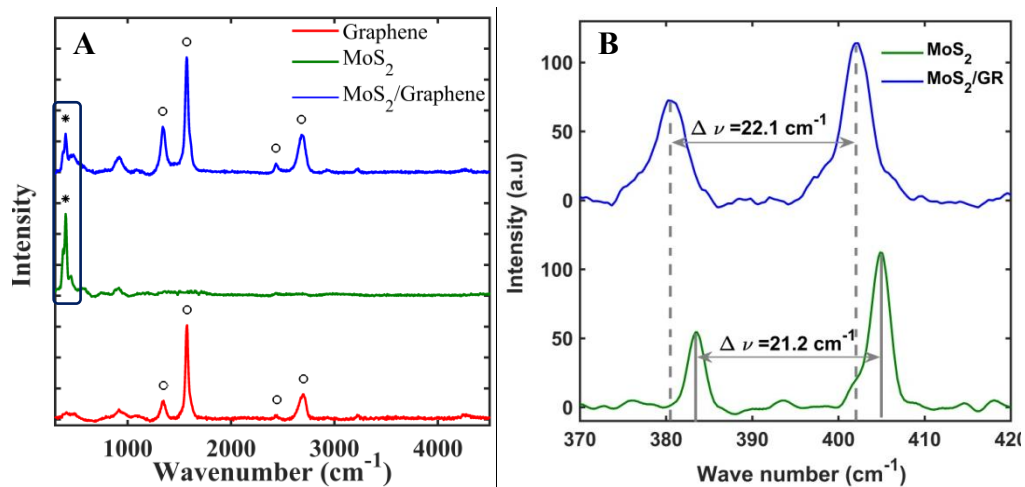 A
Graphene
MoS2
MoS2/Graphene
*
*
Intensity
1000 2000 3000 4000
Wavenumber (cm-1)
B
MoS2
MoS2/GR
100
50
0
100
50
0
Δ ν =22.1 cm-1
Δ ν =21.2 cm-1
Intensity (a.u)
370 380 390 400 410 420
Wave number (cm-1)